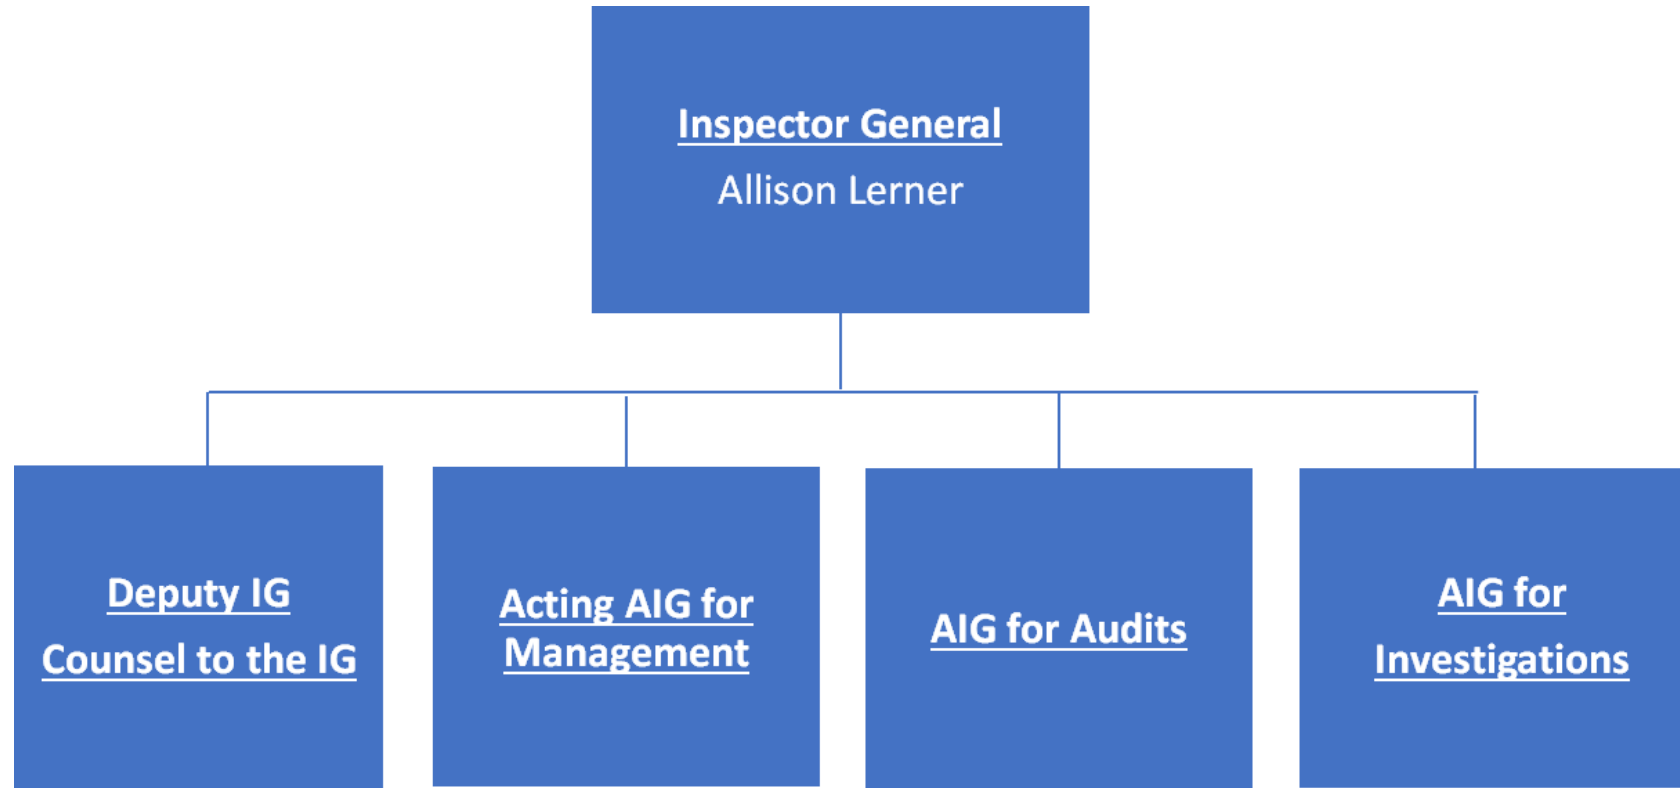 Inspector General
Allison Lerner
Deputy IG
Counsel to the IG
Acting AIG for
Management
AIG for Audits
AIG for
Investigations